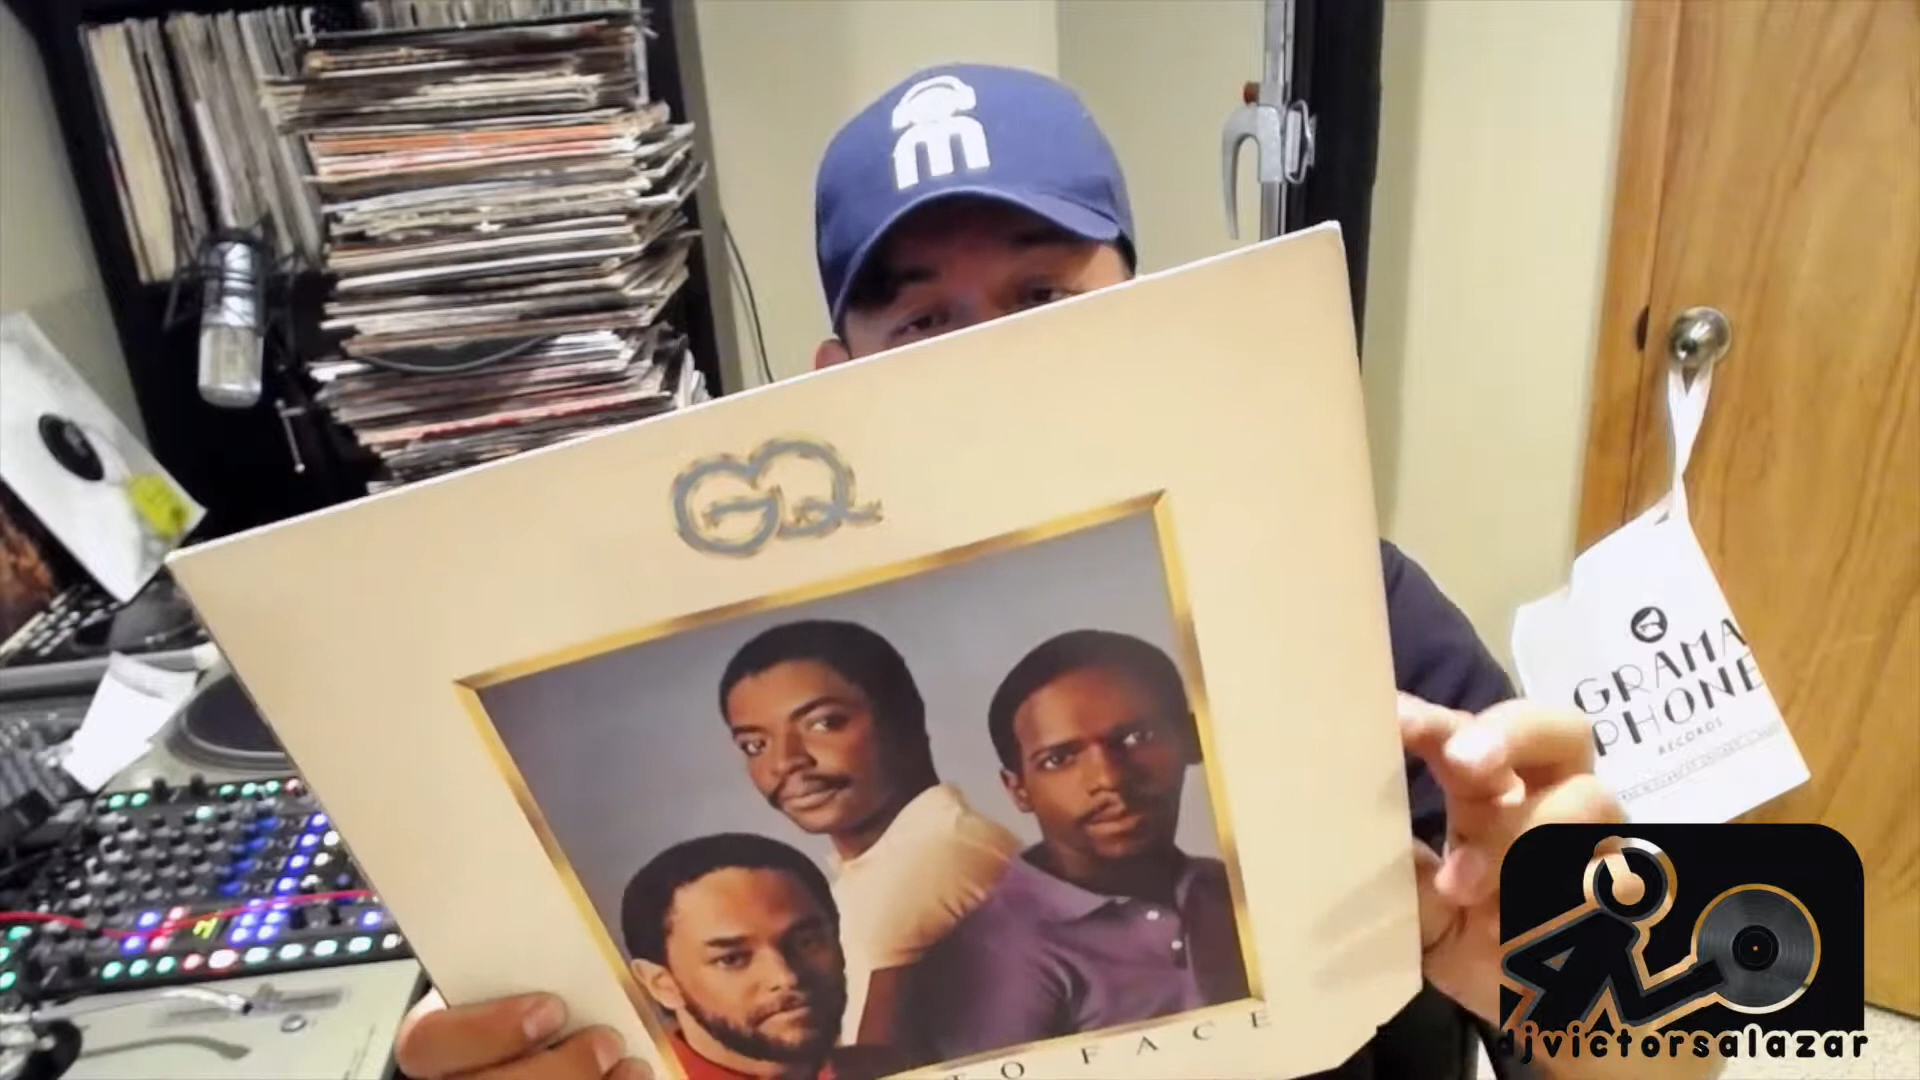 m
GQ
TO FACE
GRAMA
PHONE
RECORDS
djvictorsalazar